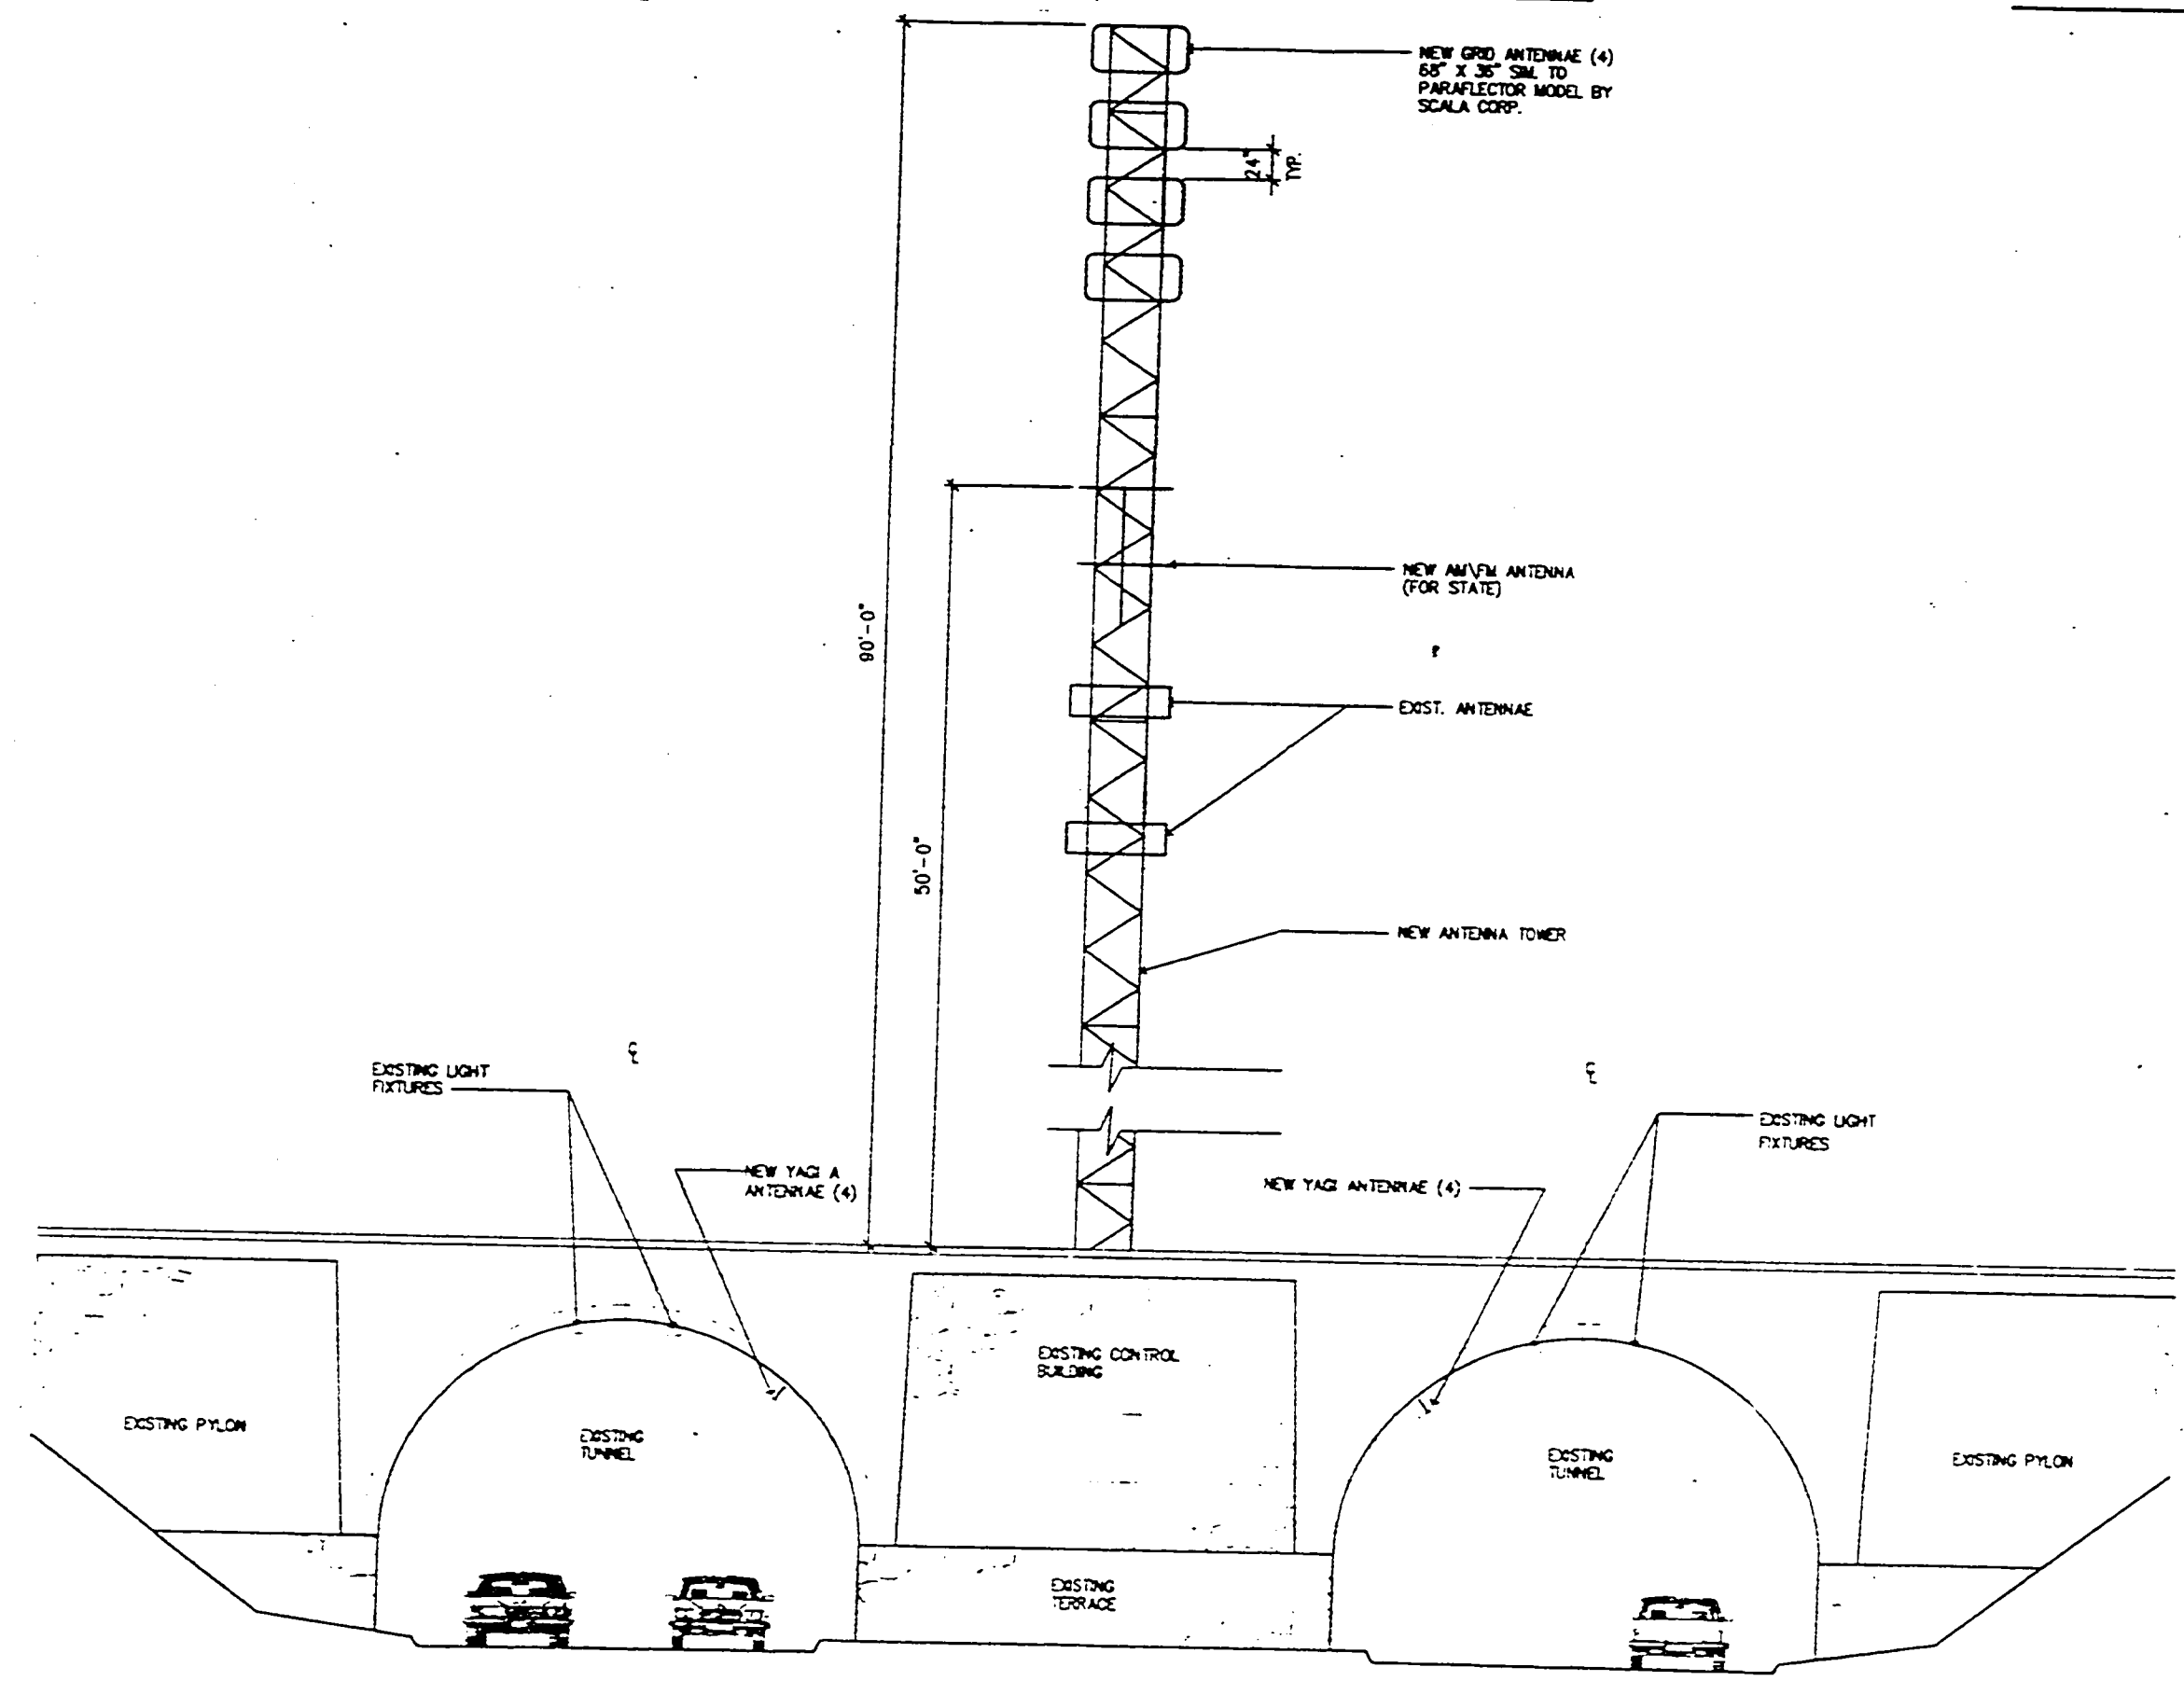 NEW GRID ANTENNAE (4)
68" X 36" SIM. TO
PARAFLECTOR MODEL BY
SCALA CORP.
24"
TYP.
NEW AM\FM ANTENNA
(FOR STATE)
90'-0"
EXIST. ANTENNAE
50'-0"
NEW ANTENNA TOWER
EXISTING LIGHT
FIXTURES
EXISTING LIGHT
FIXTURES
NEW YAGI A
ANTENNAE (4)
NEW YAGI ANTENNAE (4)
EXISTING CONTROL
BUILDING
EXISTING PYLON
EXISTING
TUNNEL
EXISTING
TUNNEL
EXISTING PYLON
EXISTING
TERRACE